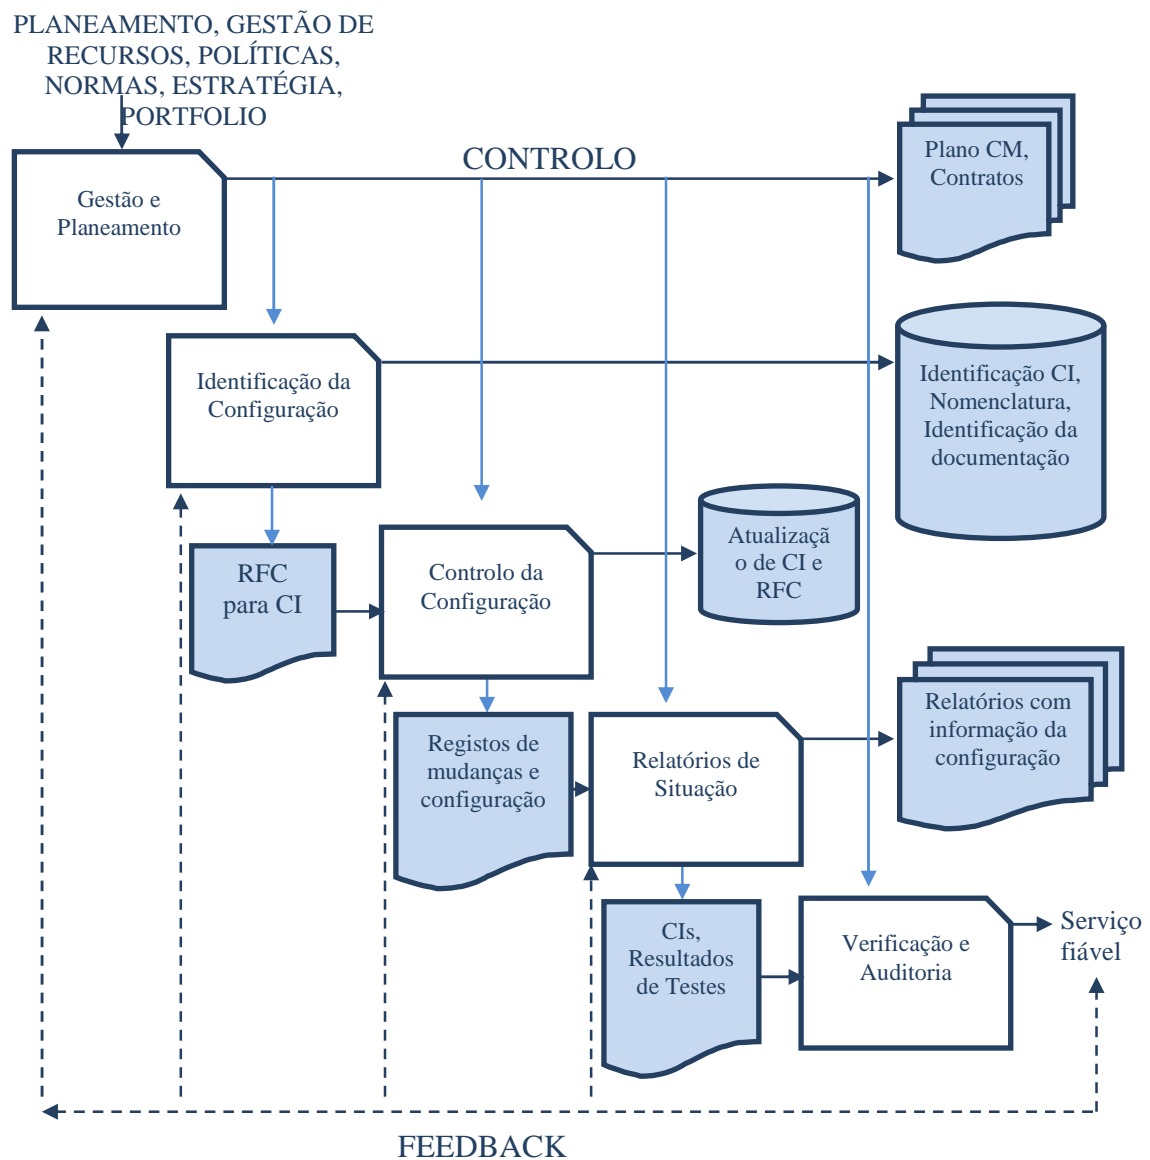 PLANEAMENTO, GESTÃO DE
RECURSOS, POLÍTICAS,
NORMAS, ESTRATÉGIA,
PORTFOLIO
CONTROLO
Plano CM,
Contratos
Gestão e
Planeamento
Identificação da
Configuração
Identificação CI,
Nomenclatura,
Identificação da
documentação
RFC
para CI
Controlo da
Configuração
Atualizaçã
o de CI e
RFC
Registos de
mudanças e
configuração
Relatórios de
Situação
Relatórios com
informação da
configuração
CIs,
Resultados
de Testes
Verificação e
Auditoria
Serviço
fiável
FEEDBACK